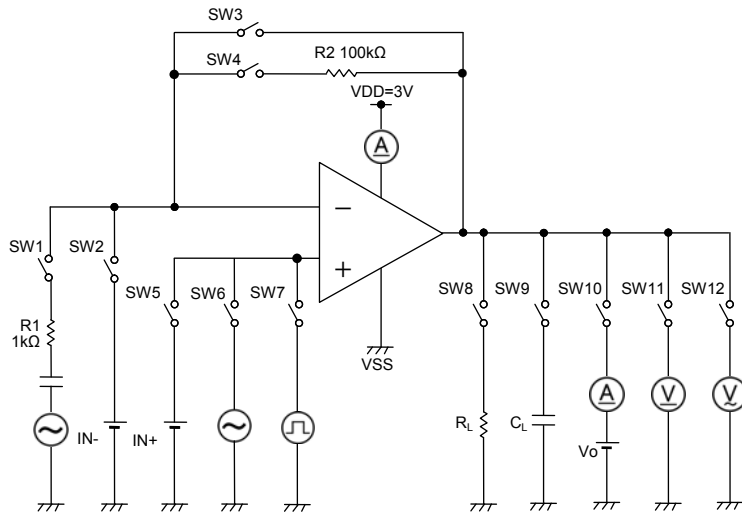 SW3
SW4
R2 100kΩ
VDD=3V
A
−
+
SW1
SW2
SW5
SW6
SW7
SW8
SW9
SW10
SW11
SW12
R1
1kΩ
VSS
IN-
IN+
RL
CL
A
V
V
Vo